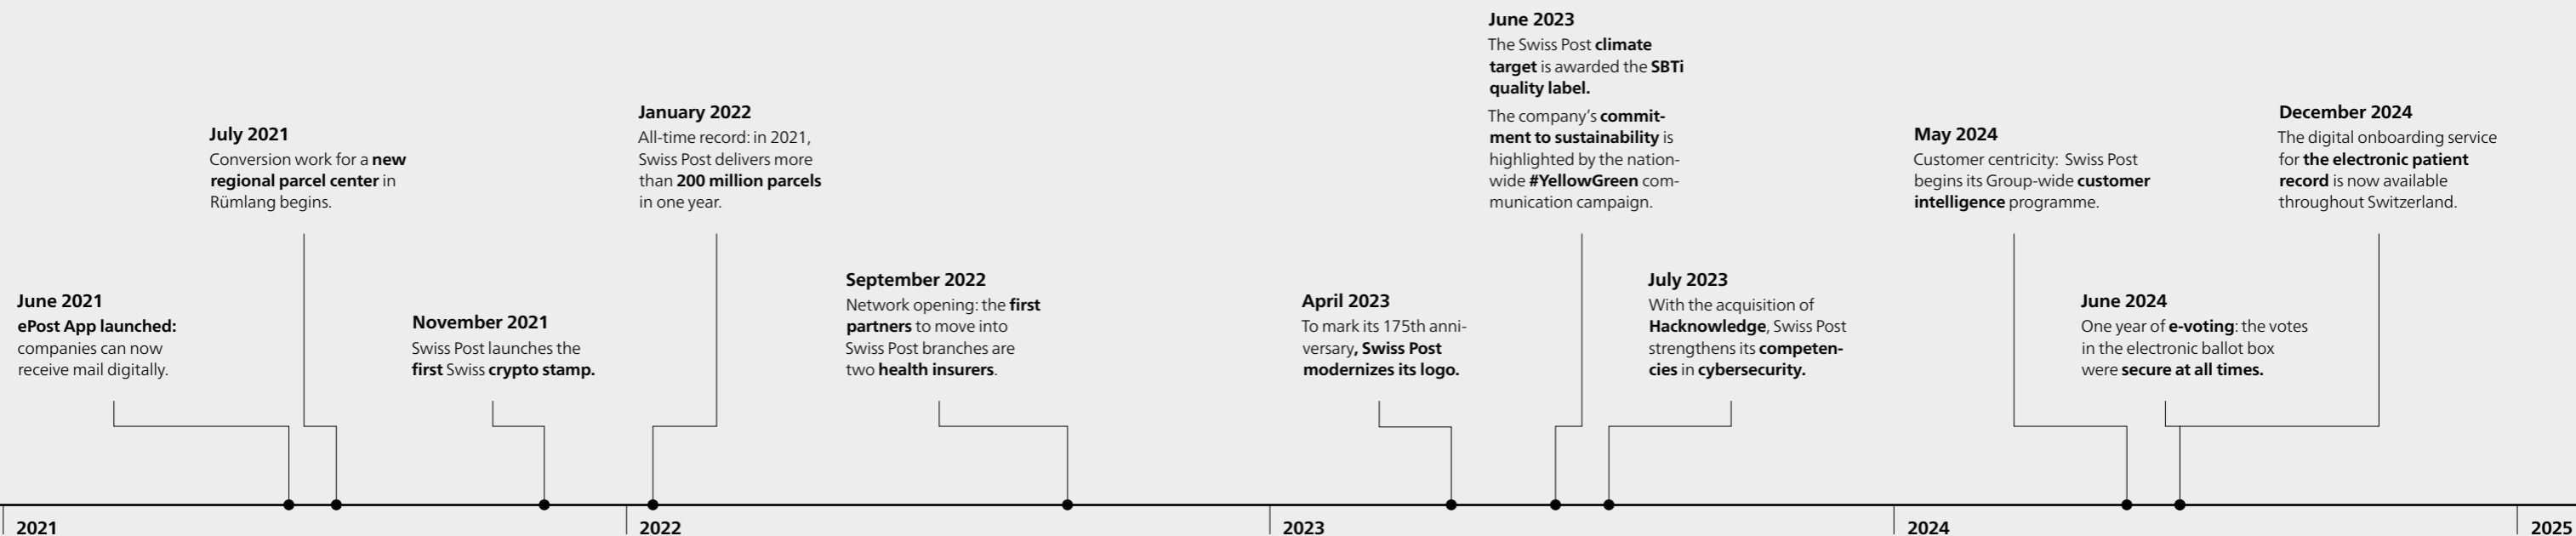 June 2021
ePost App launched:
companies can now
receive mail digitally.
July 2021
Conversion work for a new
regional parcel center in
Rümlang begins.
November 2021
Swiss Post launches the
first Swiss crypto stamp.
January 2022
All-time record: in 2021,
Swiss Post delivers more
than 200 million parcels
in one year.
September 2022
Network opening: the first
partners to move into
Swiss Post branches are
two health insurers.
April 2023
To mark its 175th anni-
versary, Swiss Post
modernizes its logo.
June 2023
The Swiss Post climate
target is awarded the SBTi
quality label.
The company's commit-
ment to sustainability is
highlighted by the nation-
wide #YellowGreen com-
munication campaign.
July 2023
With the acquisition of
Hacknowledge, Swiss Post
strengthens its competen-
cies in cybersecurity.
May 2024
Customer centricity: Swiss Post
begins its Group-wide customer
intelligence programme.
June 2024
One year of e-voting: the votes
in the electronic ballot box
were secure at all times.
December 2024
The digital onboarding service
for the electronic patient
record is now available
throughout Switzerland.
2021
2022
2023
2024
2025